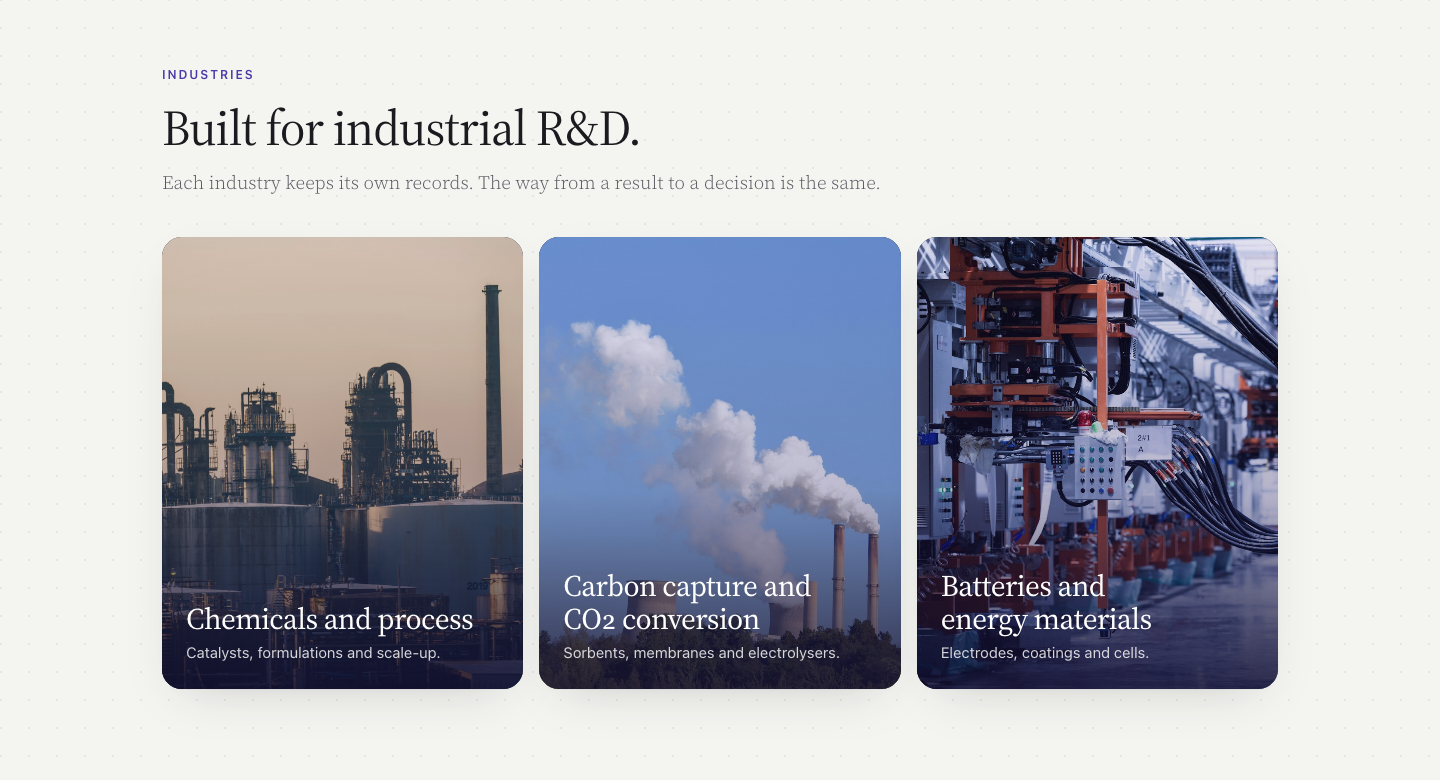 INDUSTRIES
Built for industrial R&D.
Each industry keeps its own records. The way from a result to a decision is the same.
Chemicals and process
Catalysts, formulations and scale-up.
Carbon capture and
CO2 conversion
Sorbents, membranes and electrolysers.
2#1
A
Batteries and
energy materials
Electrodes, coatings and cells.